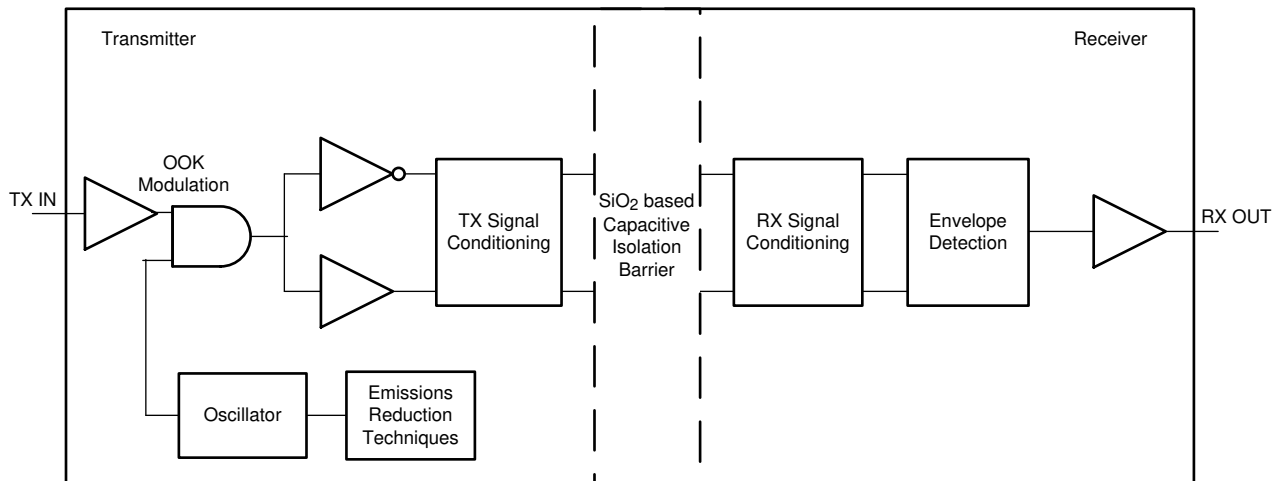 Transmitter
Receiver
OOK
Modulation
TX IN
TX Signal
Conditioning
SiO2 based
Capacitive
Isolation
Barrier
RX Signal
Conditioning
Envelope
Detection
RX OUT
Oscillator
Emissions
Reduction
Techniques